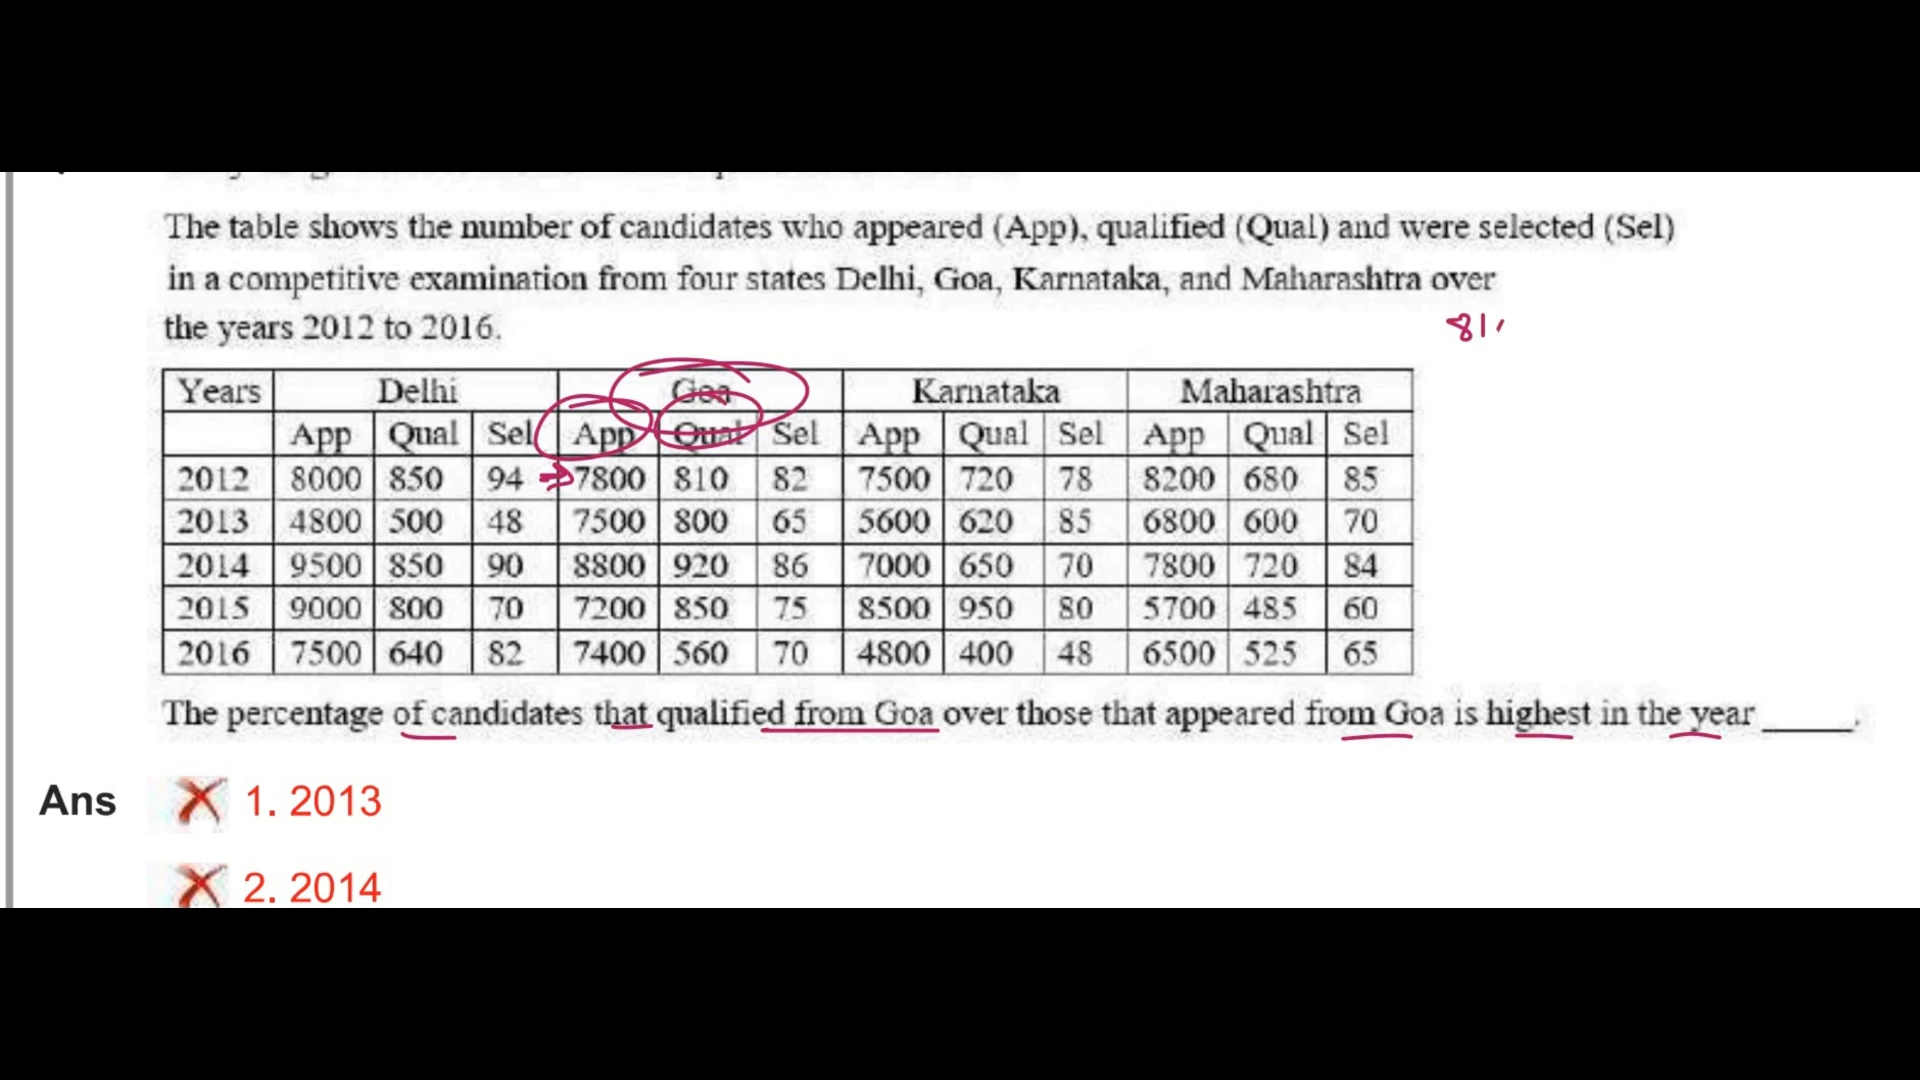 The table shows the number of candidates who appeared (App), qualified (Qual) and were selected (Sel)
in a competitive examination from four states Delhi, Goa, Karnataka, and Maharashtra over
the years 2012 to 2016.
81
Years Delhi Goa Karnataka Maharashtra
App Qual Sel App Qual Sel App Qual Sel App Qual Sel
2012 8000 850 94 7800 810 82 7500 720 78 8200 680 85
2013 4800 500 48 7500 800 65 5600 620 85 6800 600 70
2014 9500 850 90 8800 920 86 7000 650 70 7800 720 84
2015 9000 800 70 7200 850 75 8500 950 80 5700 485 60
2016 7500 640 82 7400 560 70 4800 400 48 6500 525 65
The percentage of candidates that qualified from Goa over those that appeared from Goa is highest in the year _____.
Ans 1. 2013
2. 2014